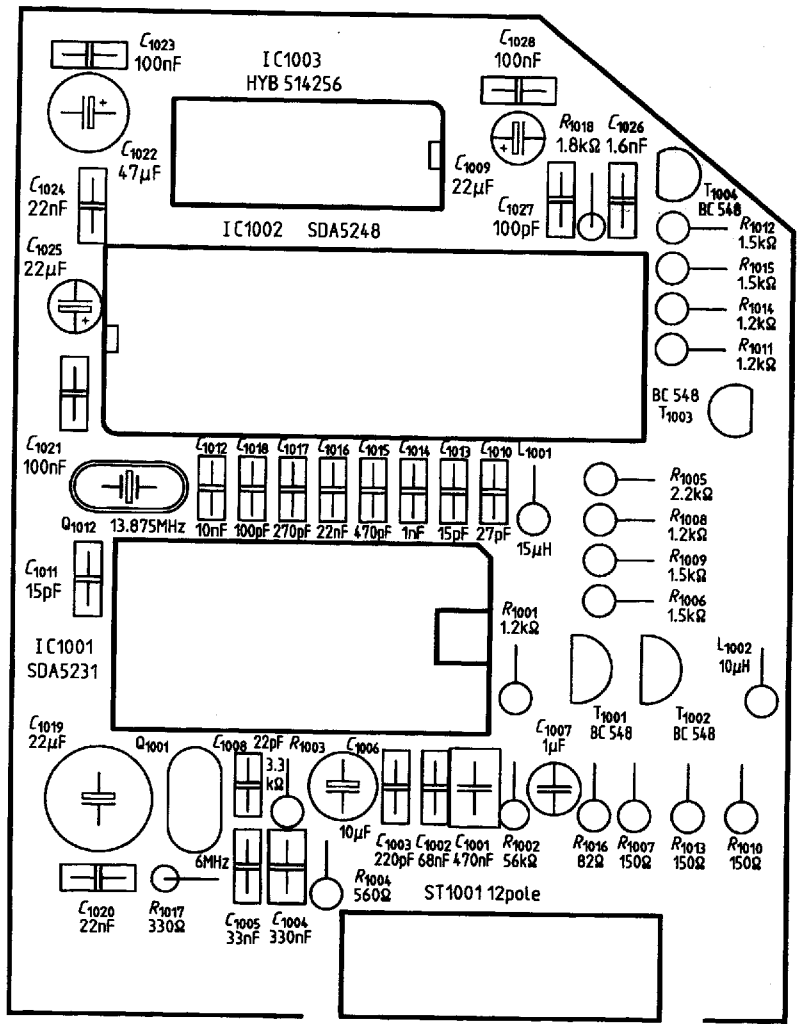 C1023
100nF
IC1003
HYB 514256
C1028
100nF
C1022
47µF
C1009
22µF
R1018
1.8kΩ
C1026
1.6nF
C1024
22nF
C1027
100pF
T1004
BC 548
IC1002 SDA5248
R1012
1.5kΩ
C1025
22µF
R1015
1.5kΩ
R1014
1.2kΩ
R1011
1.2kΩ
BC 548
T1003
C1021
100nF
C1012 C1018 C1017 C1016 C1015 C1014 C1013 C1010 L1001
R1005
2.2kΩ
Q1012 13.875MHz
10nF 100pF 270pF 22nF 470pF 1nF 15pF 27pF
15µH
R1008
1.2kΩ
R1009
1.5kΩ
C1011
15pF
R1006
1.5kΩ
R1001
1.2kΩ
IC1001
SDA5231
L1002
10µH
T1001
BC 548
T1002
BC 548
C1019
22µF
Q1001
C1008 22pF
R1003
3.3
kΩ
C1006
10µF
C1007
1µF
6MHz
C1003
220pF
C1002
68nF
C1001
470nF
R1002
56kΩ
R1016
82Ω
R1007
150Ω
R1013
150Ω
R1010
150Ω
R1004
560Ω
ST1001 12pole
C1020
22nF
R1017
330Ω
C1005
33nF
C1004
330nF